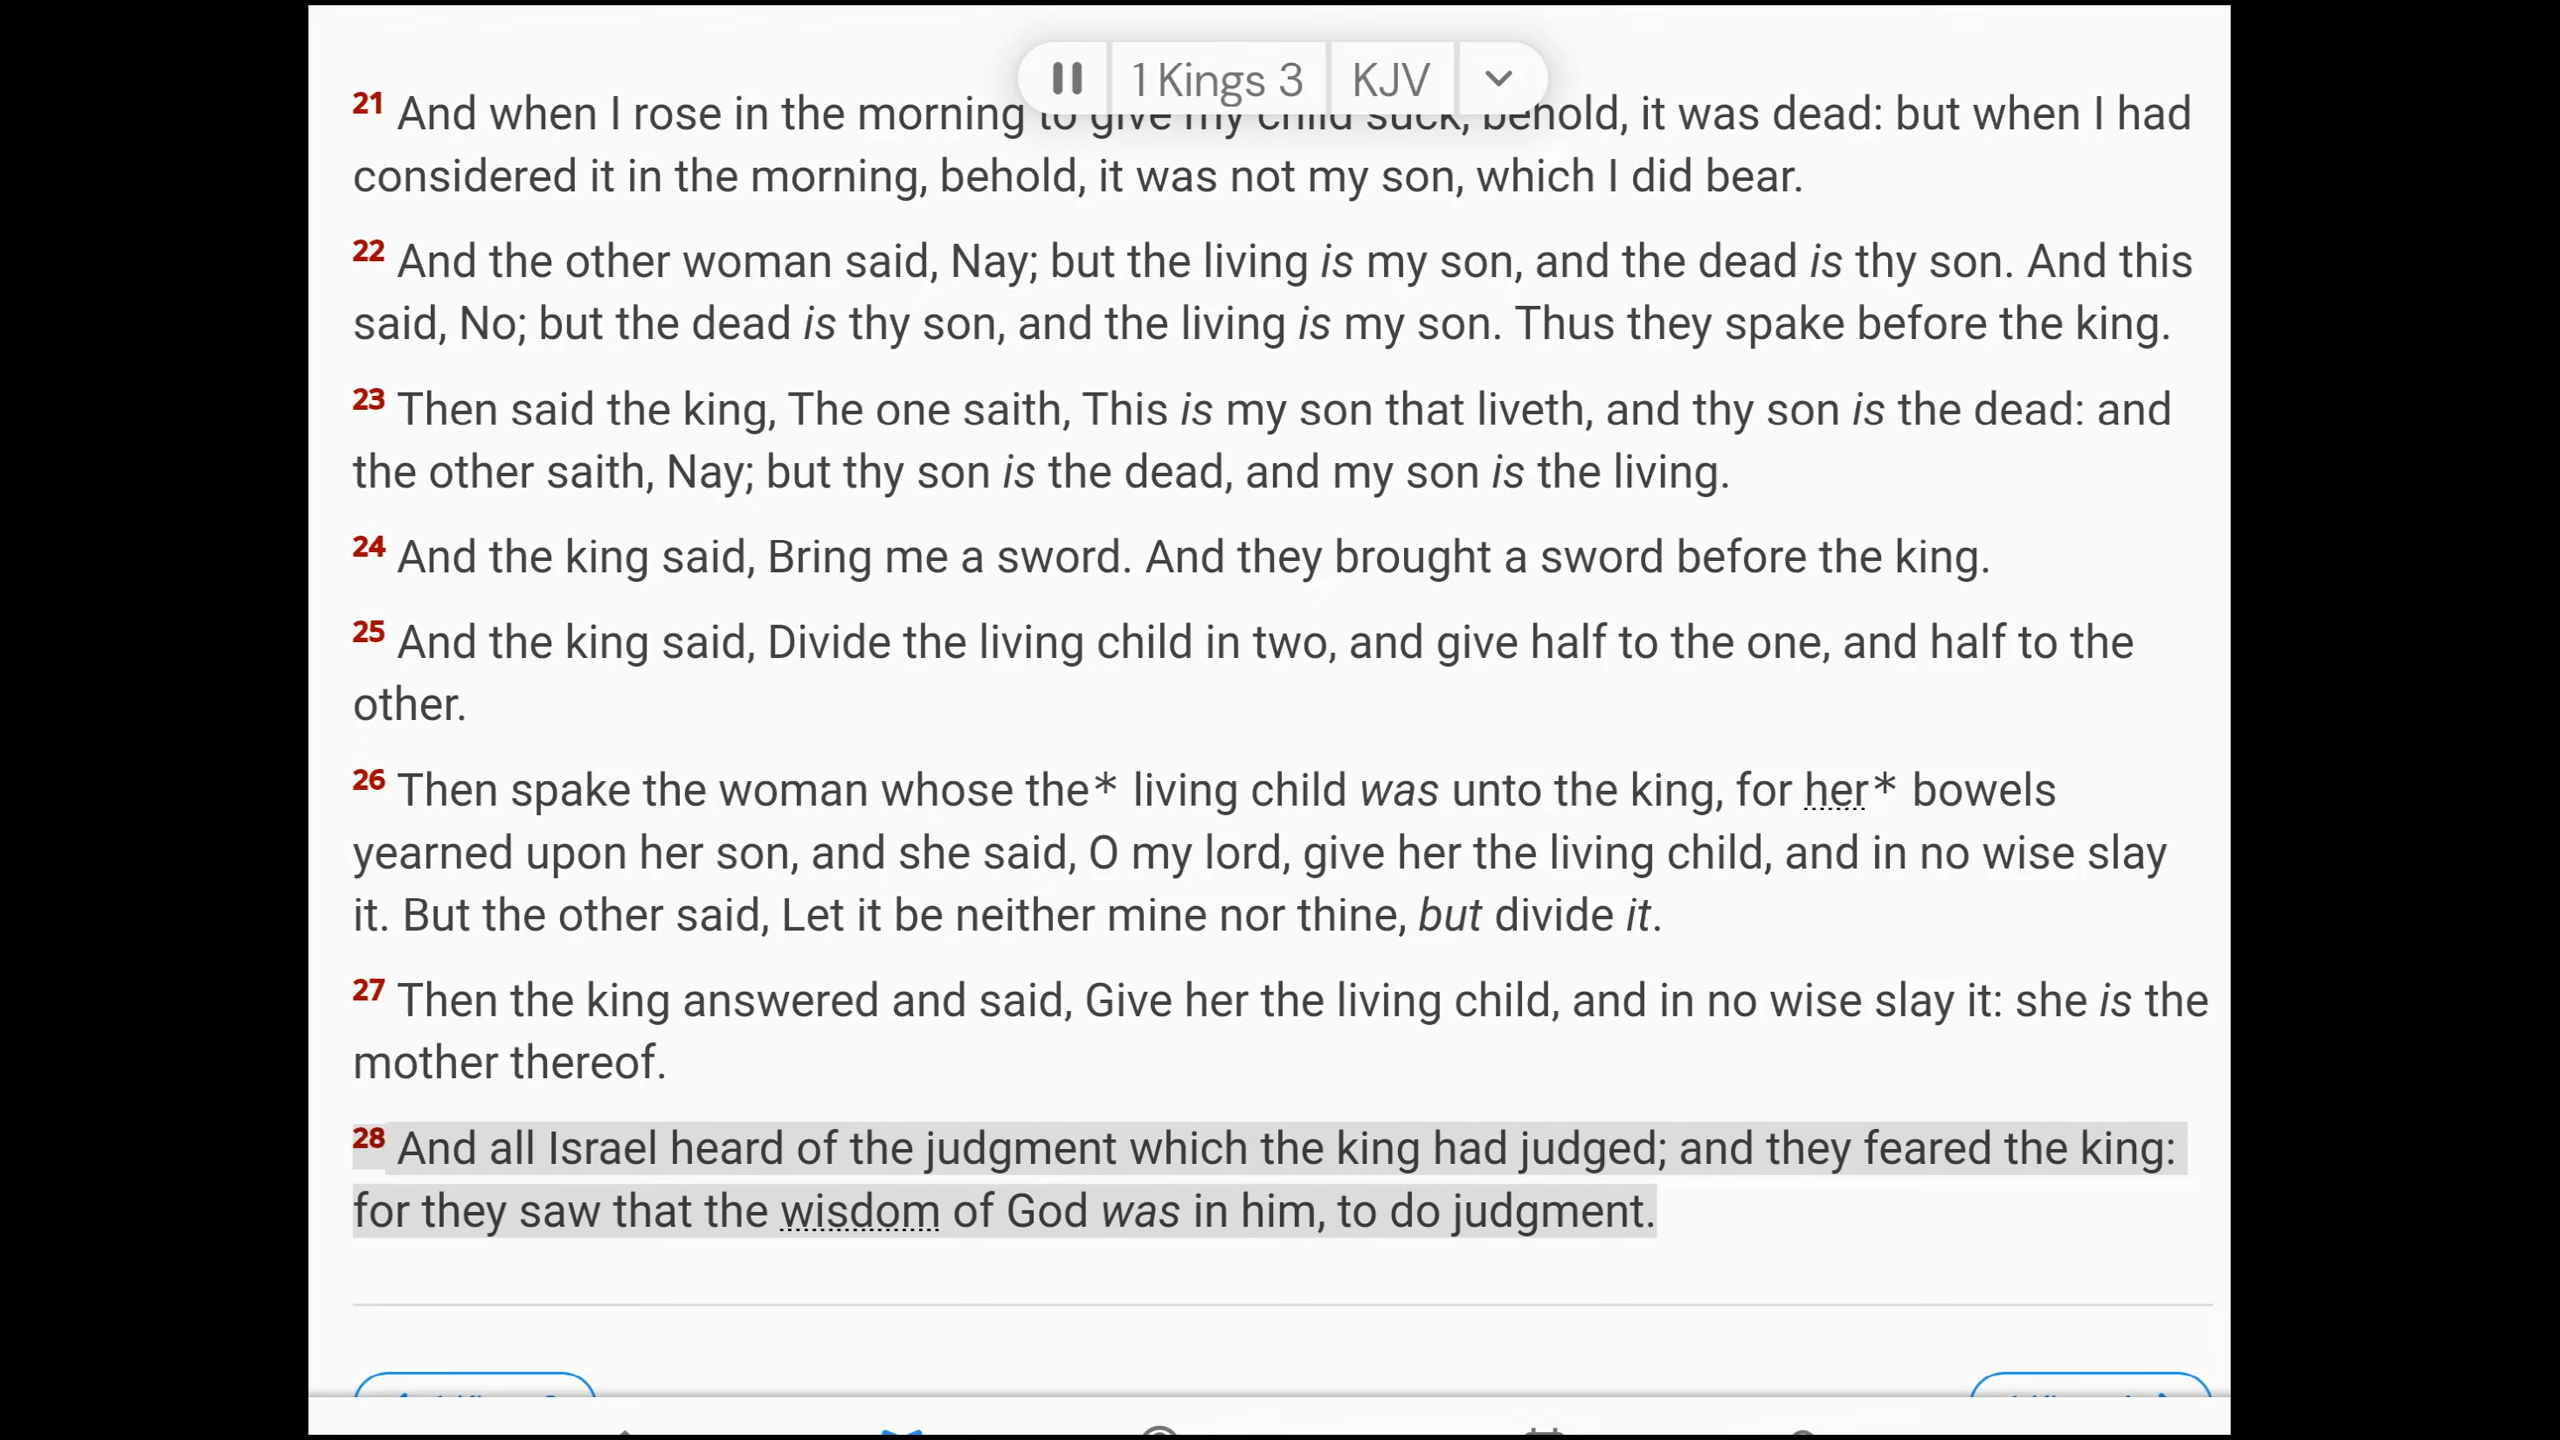 1 Kings 3 KJV
21 And when I rose in the morning to give my child suck, behold, it was dead: but when I had
considered it in the morning, behold, it was not my son, which I did bear.
22 And the other woman said, Nay; but the living is my son, and the dead is thy son. And this
said, No; but the dead is thy son, and the living is my son. Thus they spake before the king.
23 Then said the king, The one saith, This is my son that liveth, and thy son is the dead: and
the other saith, Nay; but thy son is the dead, and my son is the living.
24 And the king said, Bring me a sword. And they brought a sword before the king.
25 And the king said, Divide the living child in two, and give half to the one, and half to the
other.
26 Then spake the woman whose the* living child was unto the king, for her* bowels
yearned upon her son, and she said, O my lord, give her the living child, and in no wise slay
it. But the other said, Let it be neither mine nor thine, but divide it.
27 Then the king answered and said, Give her the living child, and in no wise slay it: she is the
mother thereof.
28 And all Israel heard of the judgment which the king had judged; and they feared the king:
for they saw that the wisdom of God was in him, to do judgment.